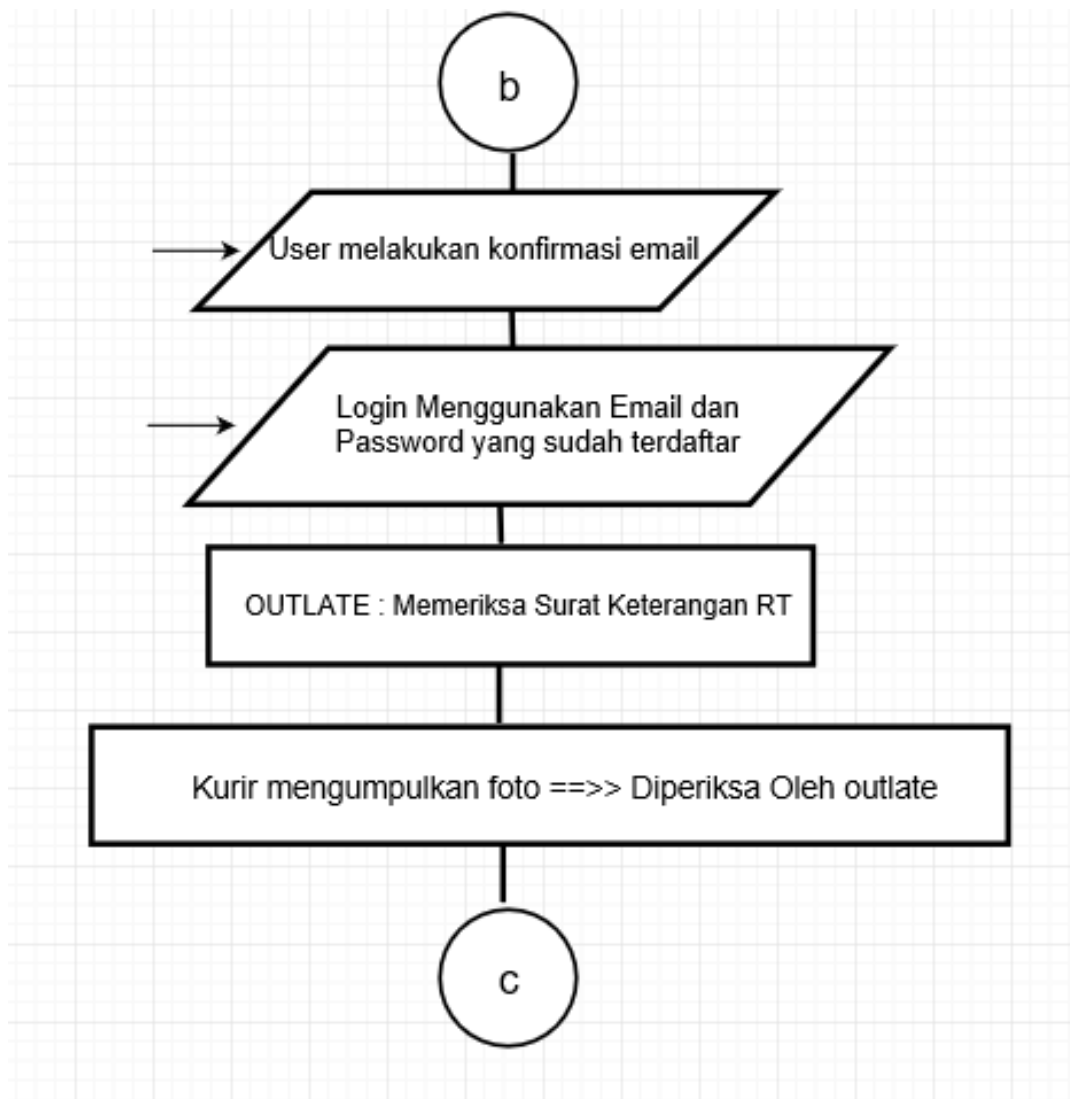 b
User melakukan konfirmasi email
Login Menggunakan Email dan
Password yang sudah terdaftar
OUTLATE : Memeriksa Surat Keterangan RT
Kurir mengumpulkan foto ==>> Diperiksa Oleh outlate
c